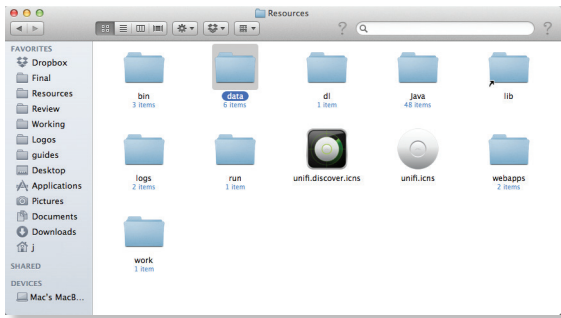 Resources
?
?
FAVORITES
Dropbox
Final
Resources
Review
Working
Logos
guides
Desktop
Applications
Pictures
Documents
Downloads
j
SHARED
DEVICES
Mac's MacB...
bin
3 items
data
6 items
dl
1 item
Java
48 items
lib
logs
2 items
run
1 item
unifi.discover.icns
unifi.icns
webapps
2 items
work
1 item